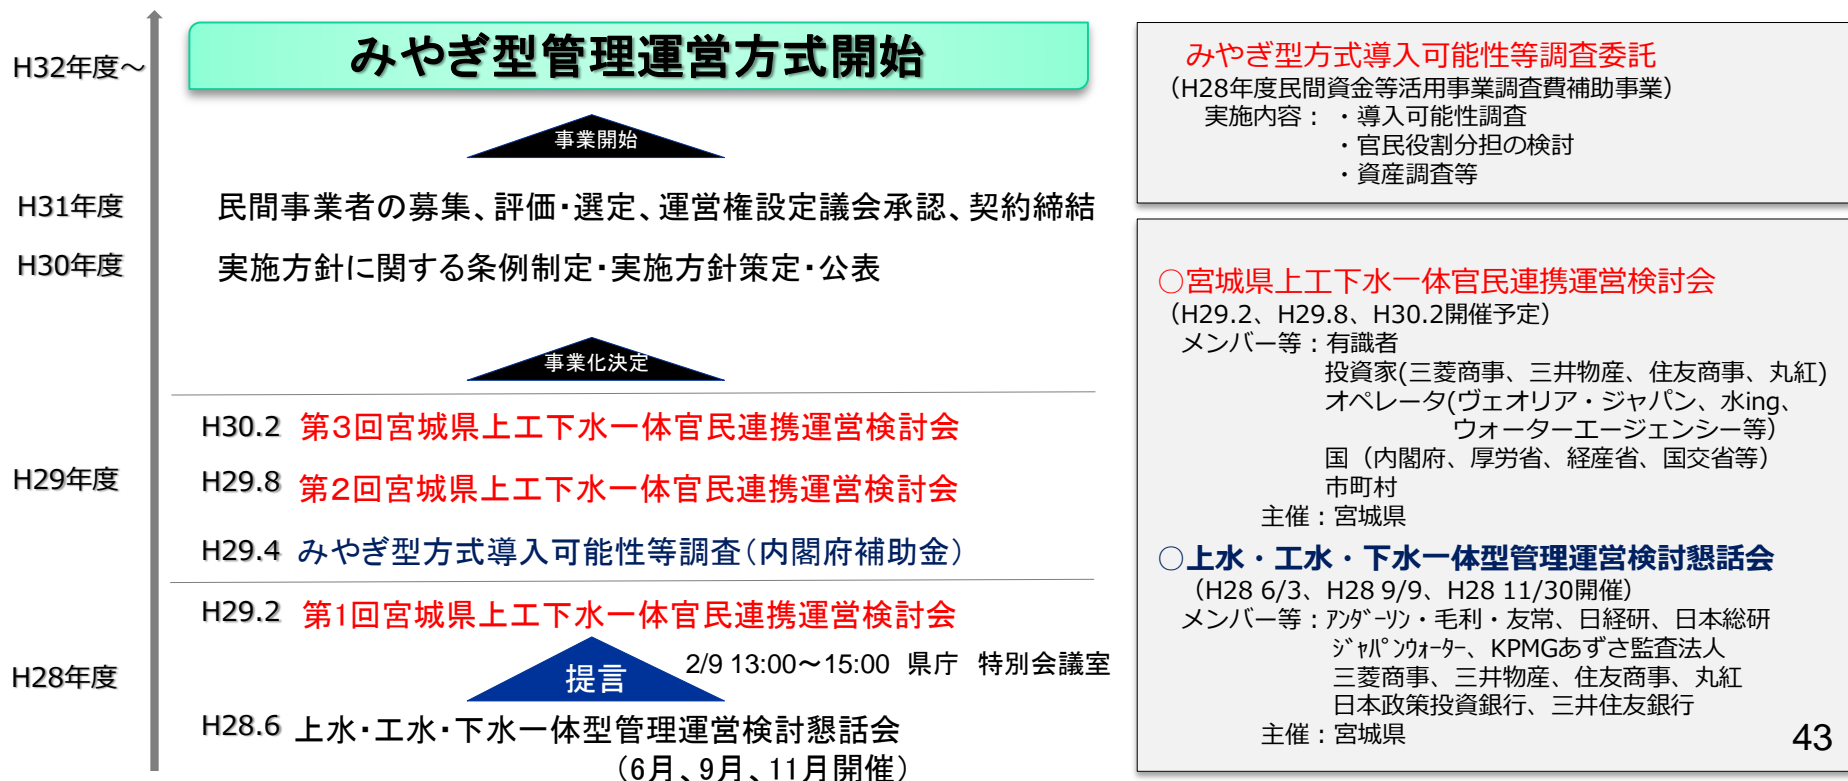 H32年度～
みやぎ型管理運営方式開始
事業開始
H31年度
民間事業者の募集、評価・選定、運営権設定議会承認、契約締結
H30年度
実施方針に関する条例制定・実施方針策定・公表
事業化決定
H29年度
H30.2 第3回宮城県上工下水一体官民連携運営検討会
H29.8 第2回宮城県上工下水一体官民連携運営検討会
H29.4 みやぎ型方式導入可能性等調査（内閣府補助金）
H28年度
H29.2 第1回宮城県上工下水一体官民連携運営検討会
提言
2/9 13:00～15:00 県庁 特別会議室
H28.6 上水・工水・下水一体型管理運営検討懇話会
（6月、9月、11月開催）
みやぎ型方式導入可能性等調査委託
（H28年度民間資金等活用事業調査費補助事業）
実施内容：・導入可能性調査
・官民役割分担の検討
・資産調査等
○宮城県上工下水一体官民連携運営検討会
（H29.2、H29.8、H30.2開催予定）
メンバー等：有識者
投資家(三菱商事、三井物産、住友商事、丸紅)
オペレータ(ヴェオリア・ジャパン、水ing、
ウォーターエージェンシー等）
国（内閣府、厚労省、経産省、国交省等）
市町村
主催：宮城県
○上水・工水・下水一体型管理運営検討懇話会
（H28 6/3、H28 9/9、H28 11/30開催）
メンバー等：ｱﾝﾀﾞｰｿﾝ・毛利・友常、日経研、日本総研
ｼﾞｬﾊﾟﾝｳｫｰﾀｰ、KPMGあずさ監査法人
三菱商事、三井物産、住友商事、丸紅
日本政策投資銀行、三井住友銀行
主催：宮城県
43